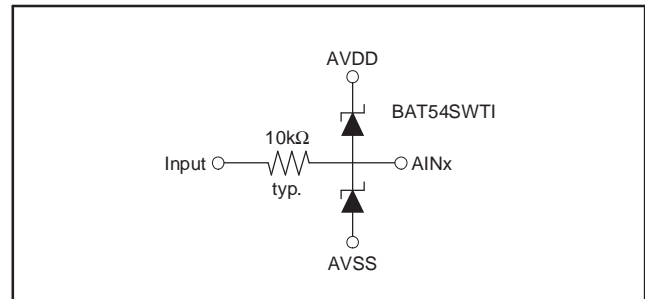 AVDD
BAT54SWTI
10kΩ
Input
AINx
typ.
AVSS